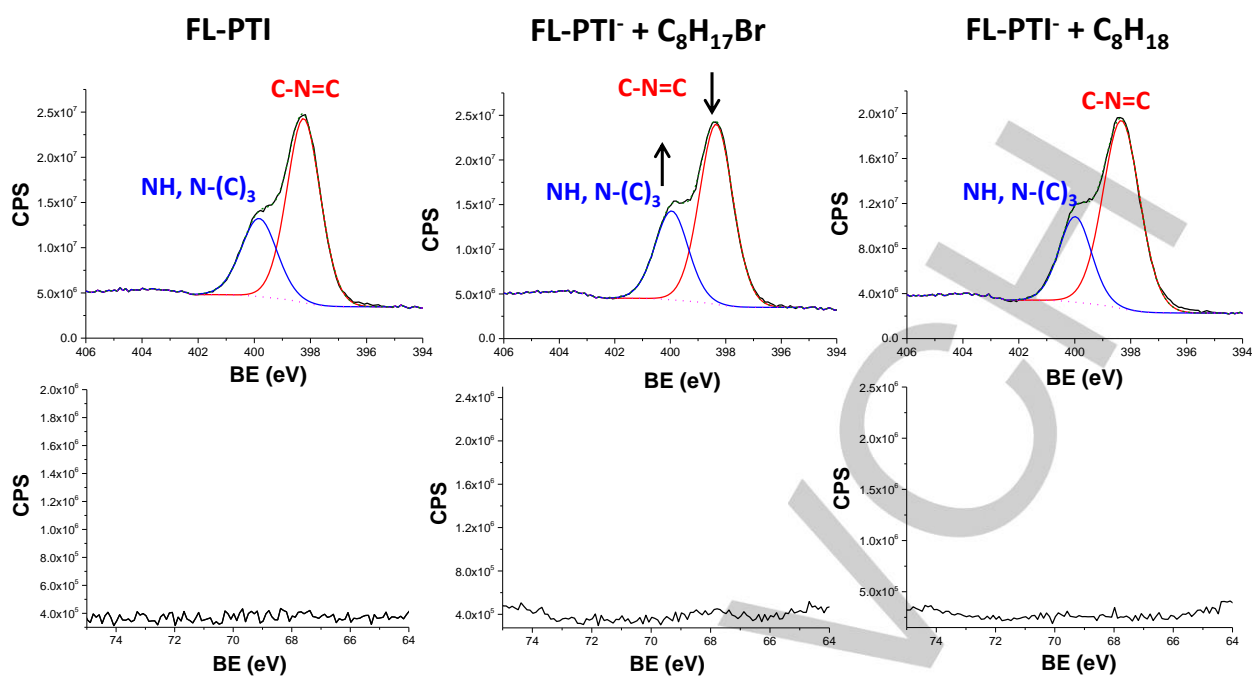 FL-PTI
FL-PTI⁻ + C₈H₁₇Br
FL-PTI⁻ + C₈H₁₈
C-N=C
NH, N-(C)₃
CPS
2.5x10⁷
2.0x10⁷
1.5x10⁷
1.0x10⁷
5.0x10⁶
0.0
406 404 402 400 398 396 394
BE (eV)
C-N=C
NH, N-(C)₃
CPS
2.5x10⁷
2.0x10⁷
1.5x10⁷
1.0x10⁷
5.0x10⁶
0.0
406 404 402 400 398 396 394
BE (eV)
C-N=C
NH, N-(C)₃
CPS
2.0x10⁷
1.6x10⁷
1.2x10⁷
8.0x10⁶
4.0x10⁶
0.0
406 404 402 400 398 396 394
BE (eV)
CPS
2.0x10⁶
1.8x10⁶
1.6x10⁶
1.4x10⁶
1.2x10⁶
1.0x10⁶
8.0x10⁵
6.0x10⁵
4.0x10⁵
74 72 70 68 66 64
BE (eV)
CPS
2.4x10⁶
2.0x10⁶
1.6x10⁶
1.2x10⁶
8.0x10⁵
4.0x10⁵
74 72 70 68 66 64
BE (eV)
CPS
2.5x10⁶
2.0x10⁶
1.5x10⁶
1.0x10⁶
5.0x10⁵
74 72 70 68 66 64
BE (eV)